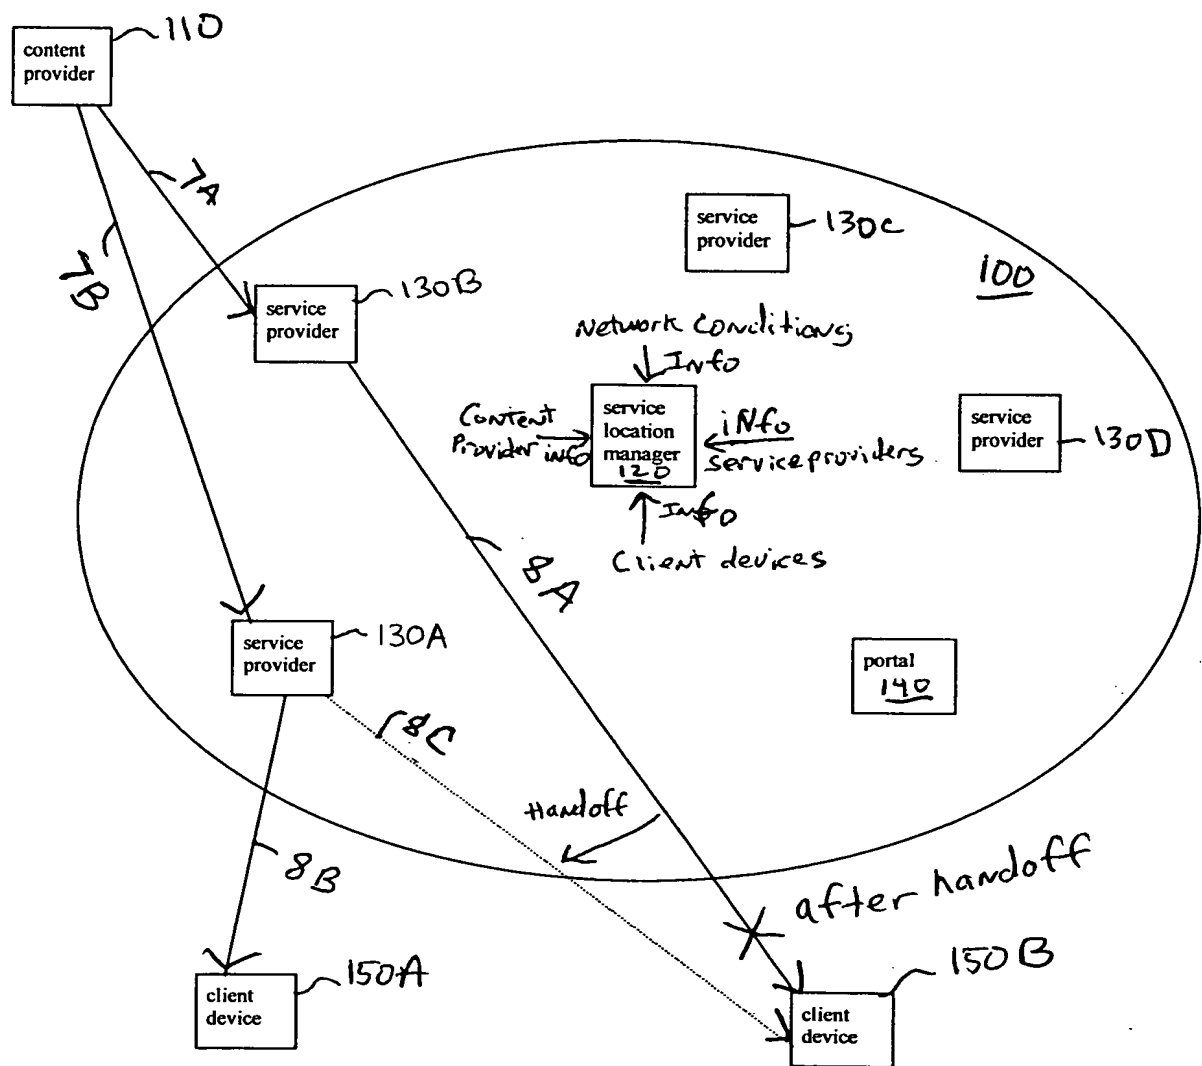 110
content
provider
7A
7B
service
provider
130C
100
service
provider
130B
Network Conditions
Info
Content
Provider info
service
location
manager
120
iNfo
service providers
service
provider
130D
Info
Client devices
8A
service
provider
130A
portal
140
8C
Handoff
8B
after handoff
150A
client
device
150B
client
device